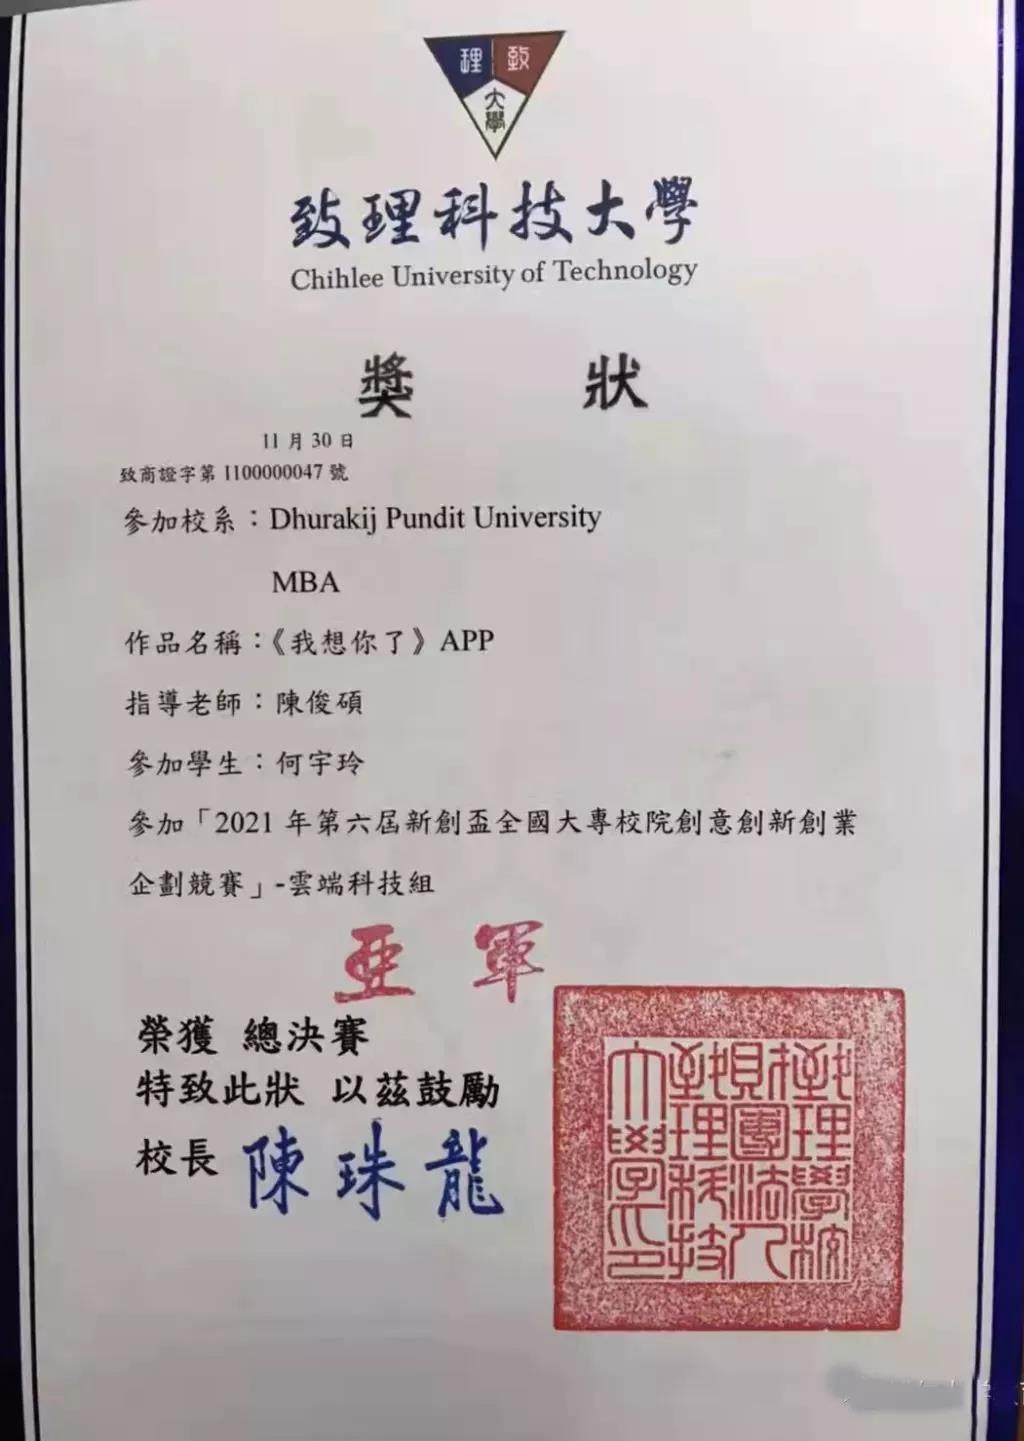 理 致
大學
致理科技大學
Chihlee University of Technology
獎 狀
11 月 30 日
致商證字第 1100000047 號
參加校系：Dhurakij Pundit University
MBA
作品名稱：《我想你了》APP
指導老師：陳俊碩
參加學生：何宇玲
參加「2021 年第六屆新創盃全國大專校院創意創新創業
企劃競賽」-雲端科技組
亞 軍
榮獲 總決賽
特致此狀 以茲鼓勵
校長 陳珠龍